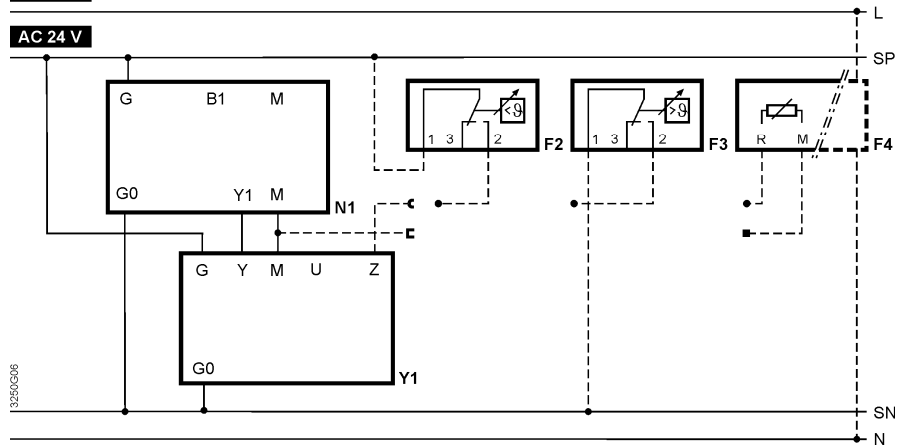 L
AC 24 V
SP
G B1 M
<ϑ
<ϑ
1 3 2 F2
1 3 2 F3
R M F4
G0 Y1 M N1
G Y M U Z
G0 Y1
3250G06
SN
N